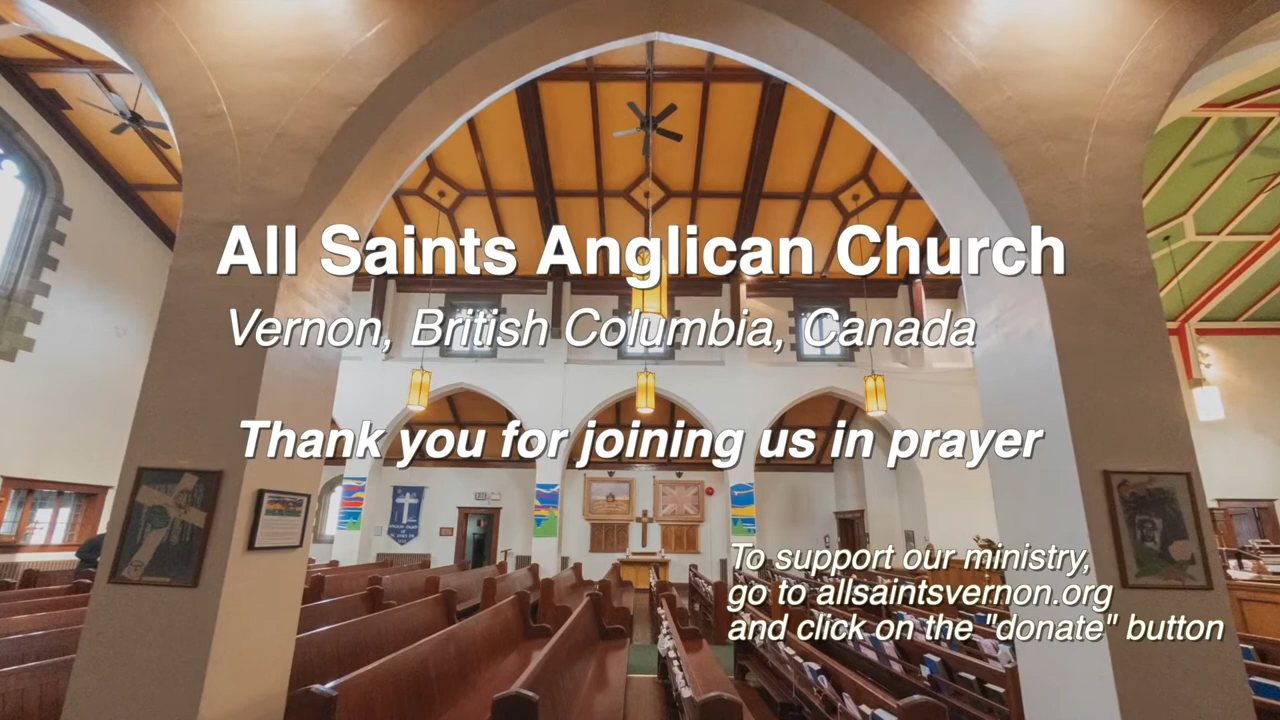 All Saints Anglican Church
Vernon, British Columbia, Canada
Thank you for joining us in prayer
To support our ministry,
go to allsaintsvernon.org
and click on the "donate" button